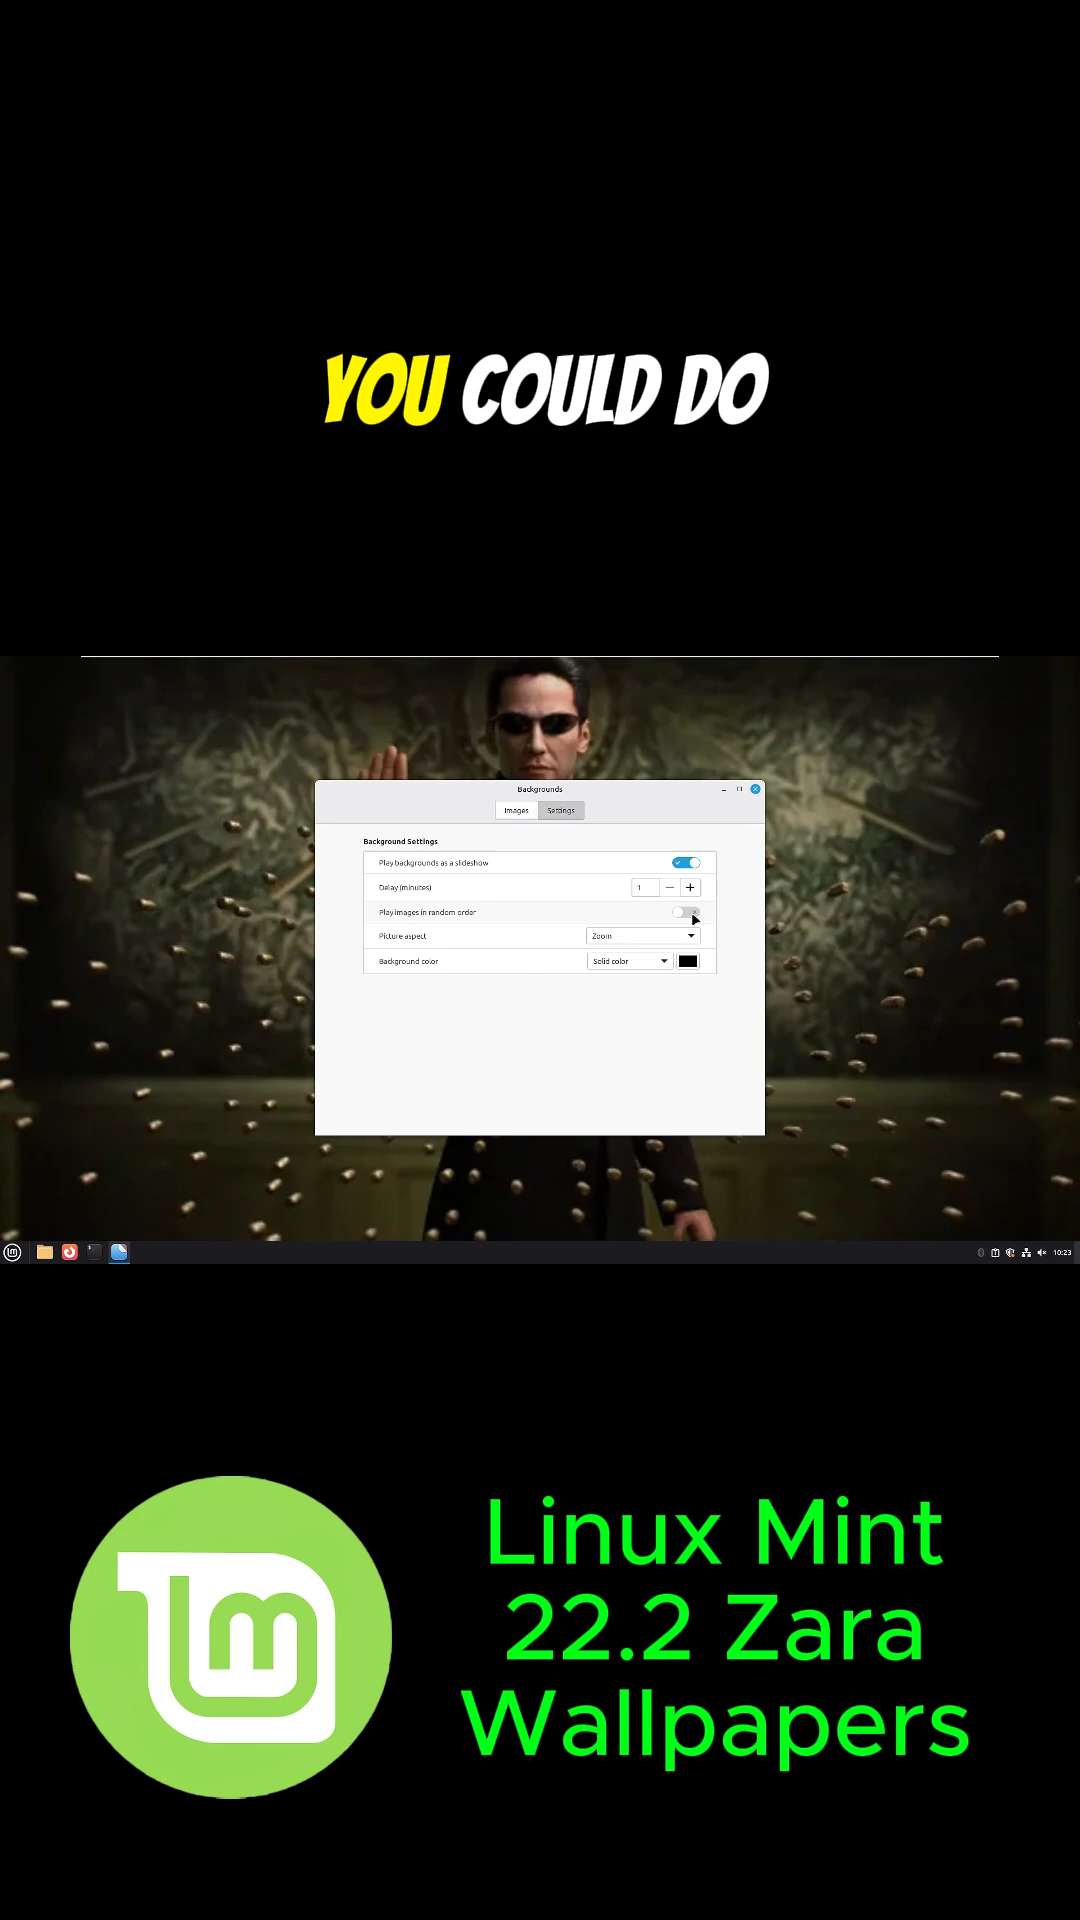 YOU COULD DO
Backgrounds
Images Settings
Background Settings
Play backgrounds as a slideshow
Delay (minutes) 1
Play images in random order
Picture aspect Zoom
Background color Solid color
10:23
Linux Mint
22.2 Zara
Wallpapers